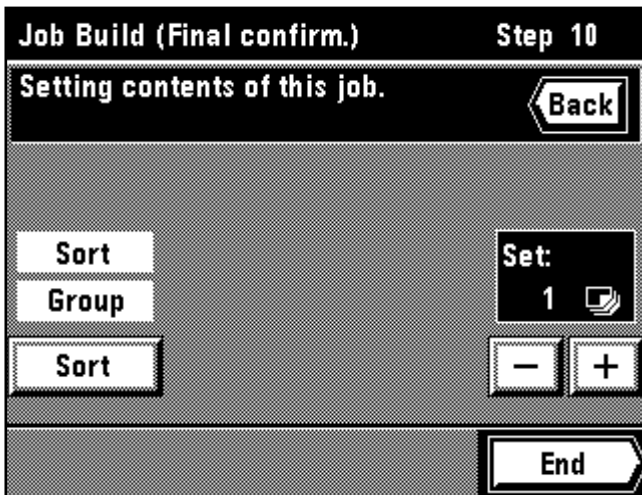 Job Build (Final confirm.) Step 10
Setting contents of this job.
Back
Sort
Group
Sort
Set:
1
− +
End